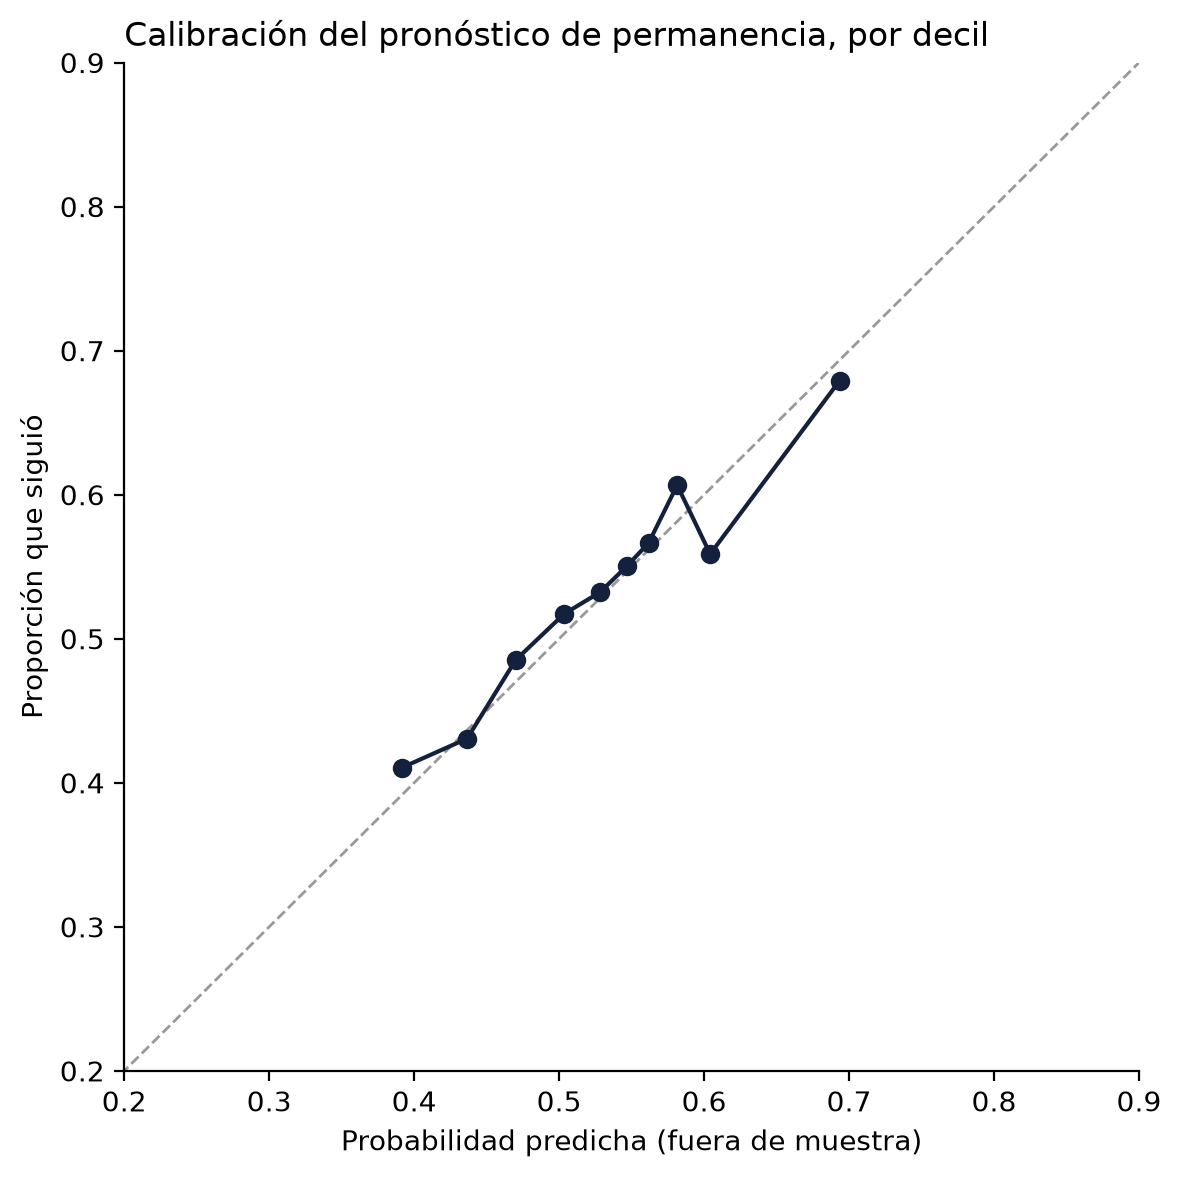 Calibración del pronóstico de permanencia, por decil
0.9
0.8
0.7
0.6
0.5
0.4
0.3
0.2
Proporción que siguió
0.2 0.3 0.4 0.5 0.6 0.7 0.8 0.9
Probabilidad predicha (fuera de muestra)